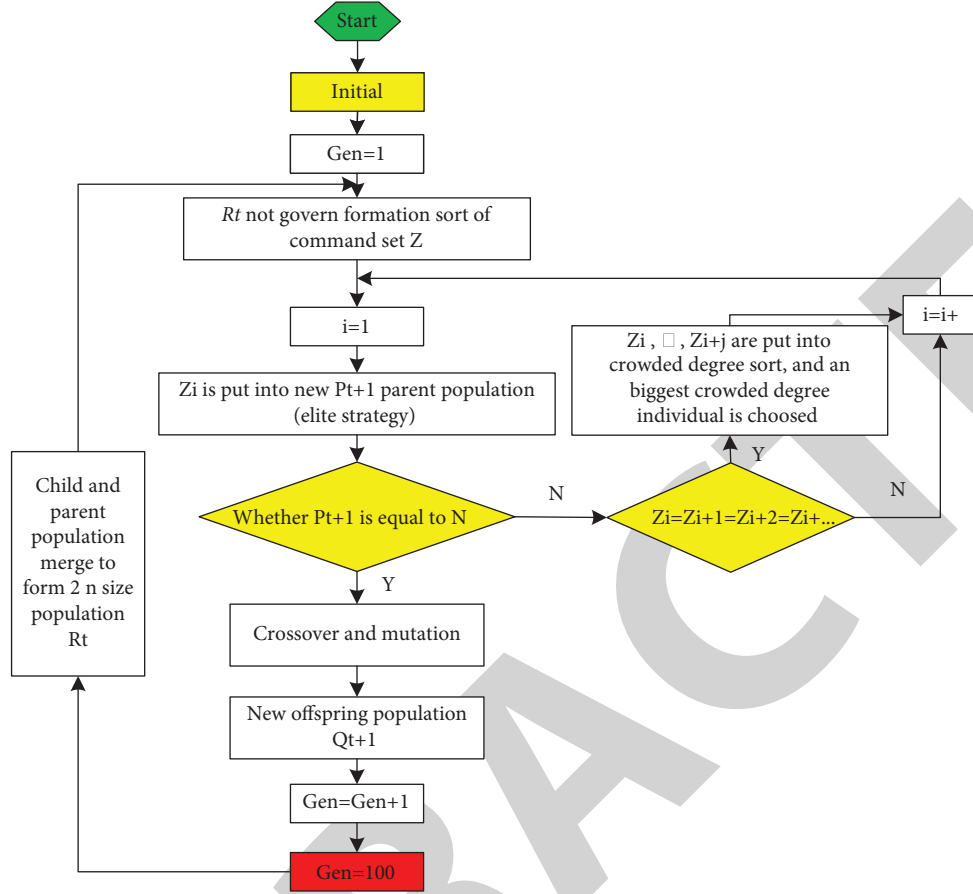 Start
Initial
Gen=1
Rt not govern formation sort of
command set Z
i=1
i=i+
Zi , □ , Zi+j are put into
crowded degree sort, and an
biggest crowded degree
individual is choosed
Zi is put into new Pt+1 parent population
(elite strategy)
Whether Pt+1 is equal to N
N
Zi=Zi+1=Zi+2=Zi+...
Y
N
Y
Child and
parent
population
merge to
form 2 n size
population
Rt
Crossover and mutation
New offspring population
Qt+1
Gen=Gen+1
Gen=100